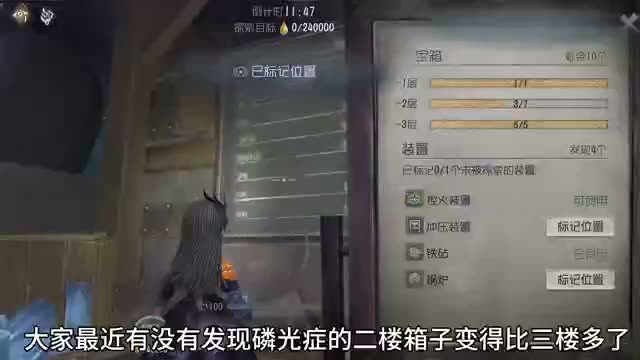 倒计时11:47
探索目标 0/240000
已标记位置
宝箱 剩余10个
-1层 1/1
-2层 3/7
-3层 5/5
装置 发现4个
已标记0/1个未被探索的装置
可使用
冲压装置 标记位置
铁砧 已使用
锅炉 标记位置
100
大家最近有没有发现磷光症的二楼箱子变得比三楼多了